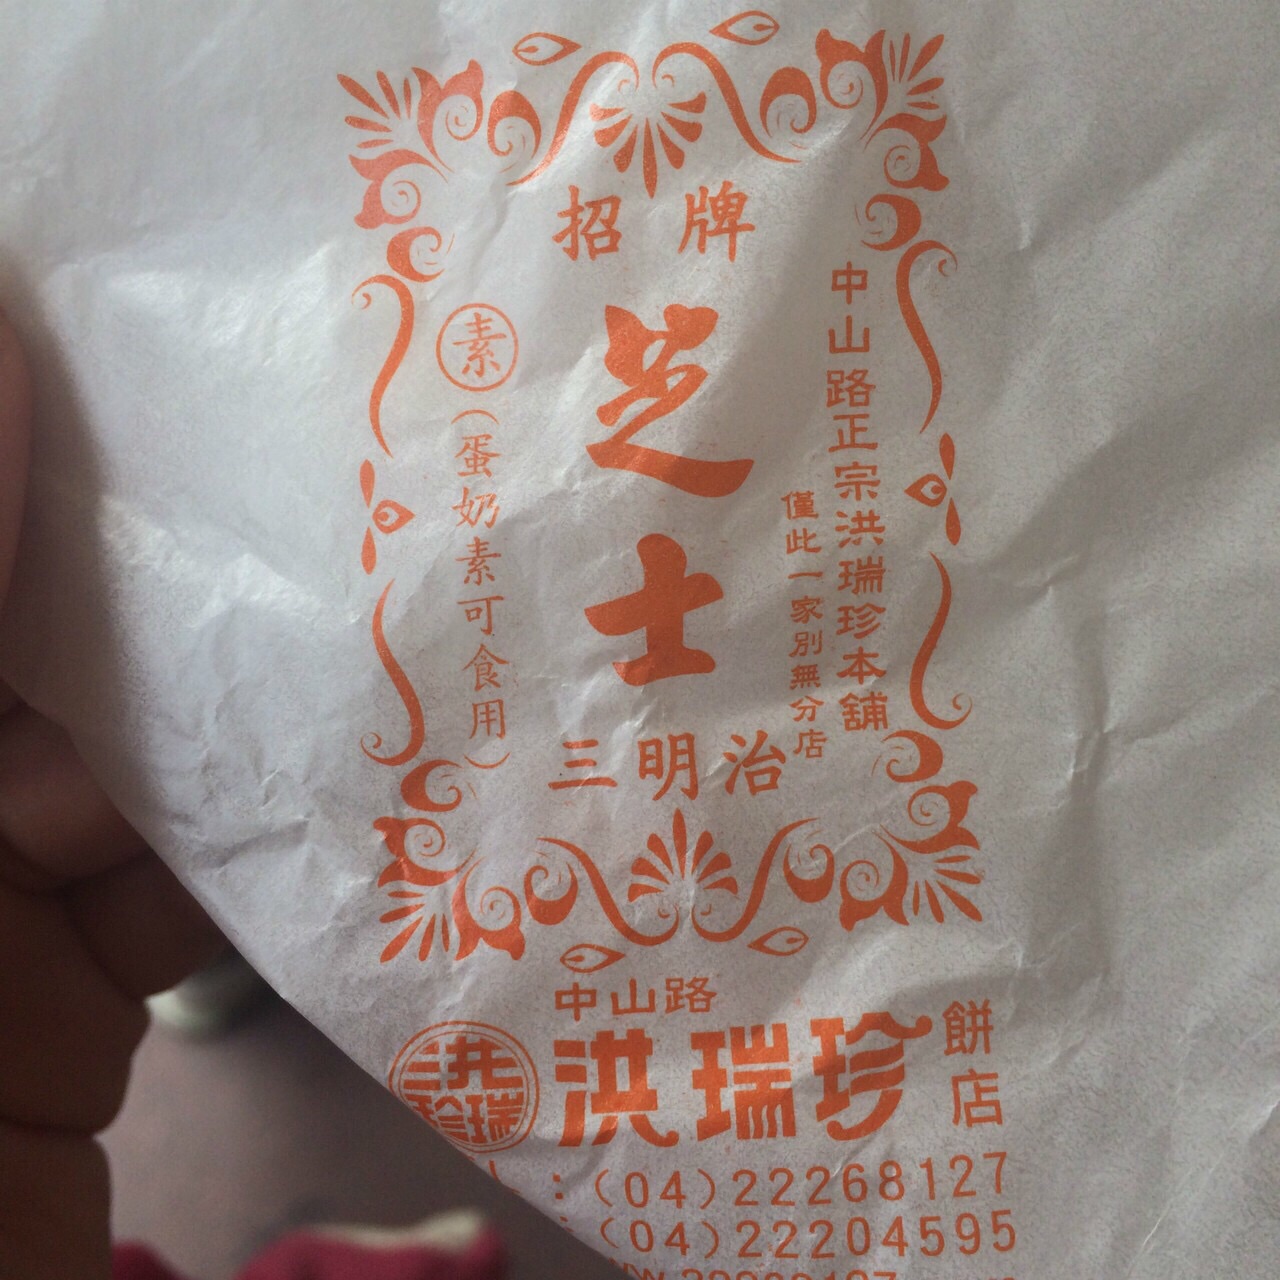 招牌
芝士
三明治
中山路正宗洪瑞珍本舖
僅此一家別無分店
素(蛋奶素可食用)
中山路
洪瑞珍
餅店
洪瑞珍
:(04)22268127
:(04)22204595